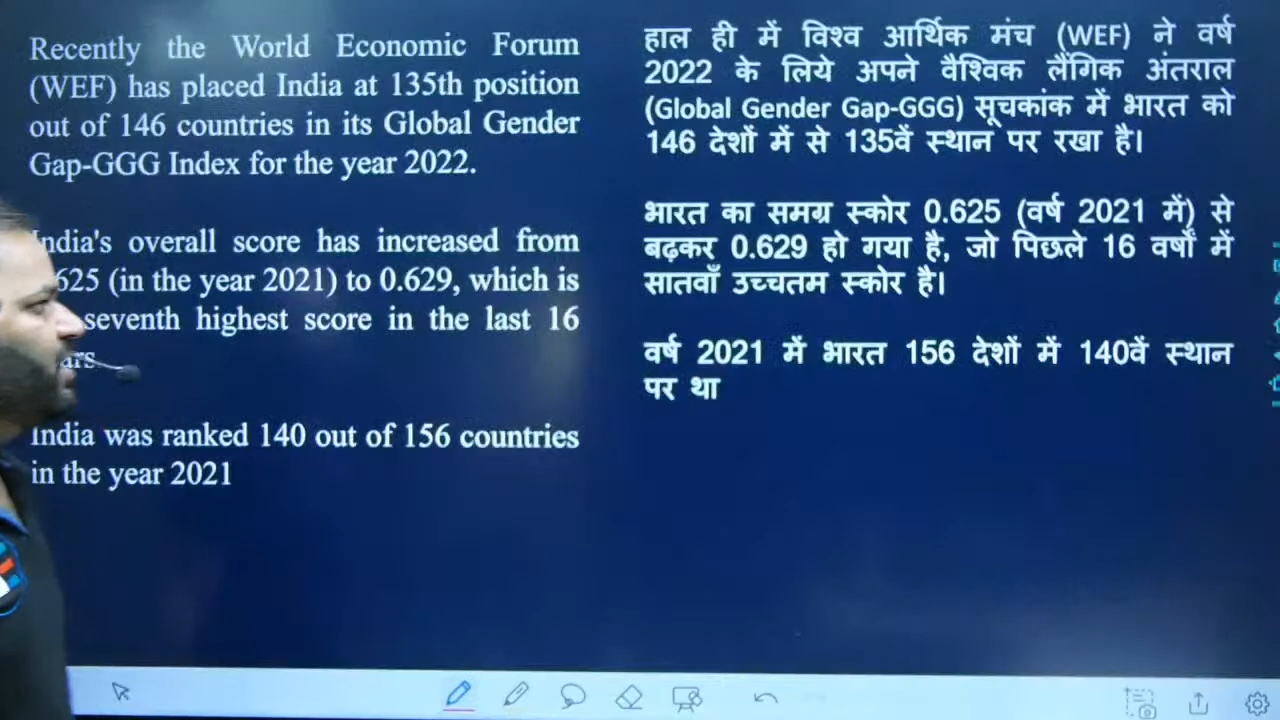 Recently the World Economic Forum
(WEF) has placed India at 135th position
out of 146 countries in its Global Gender
Gap-GGG Index for the year 2022.
India's overall score has increased from
625 (in the year 2021) to 0.629, which is
seventh highest score in the last 16
India was ranked 140 out of 156 countries
in the year 2021
हाल ही में विश्व आर्थिक मंच (WEF) ने वर्ष
2022 के लिये अपने वैश्विक लैंगिक अंतराल
(Global Gender Gap-GGG) सूचकांक में भारत को
146 देशों में से 135वें स्थान पर रखा है।
भारत का समग्र स्कोर 0.625 (वर्ष 2021 में) से
बढ़कर 0.629 हो गया है, जो पिछले 16 वर्षों में
सातवाँ उच्चतम स्कोर है।
वर्ष 2021 में भारत 156 देशों में 140वें स्थान
पर था